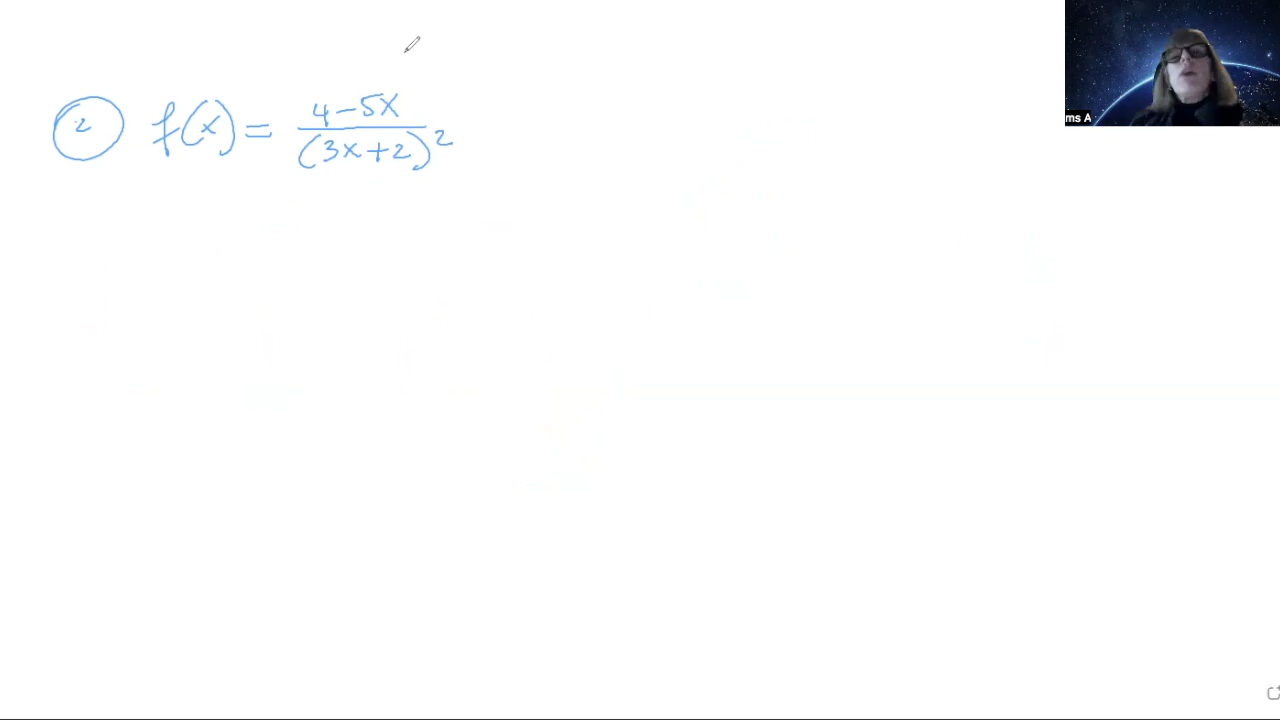 ② f(x) = (4-5x)/(3x+2)²
ms A